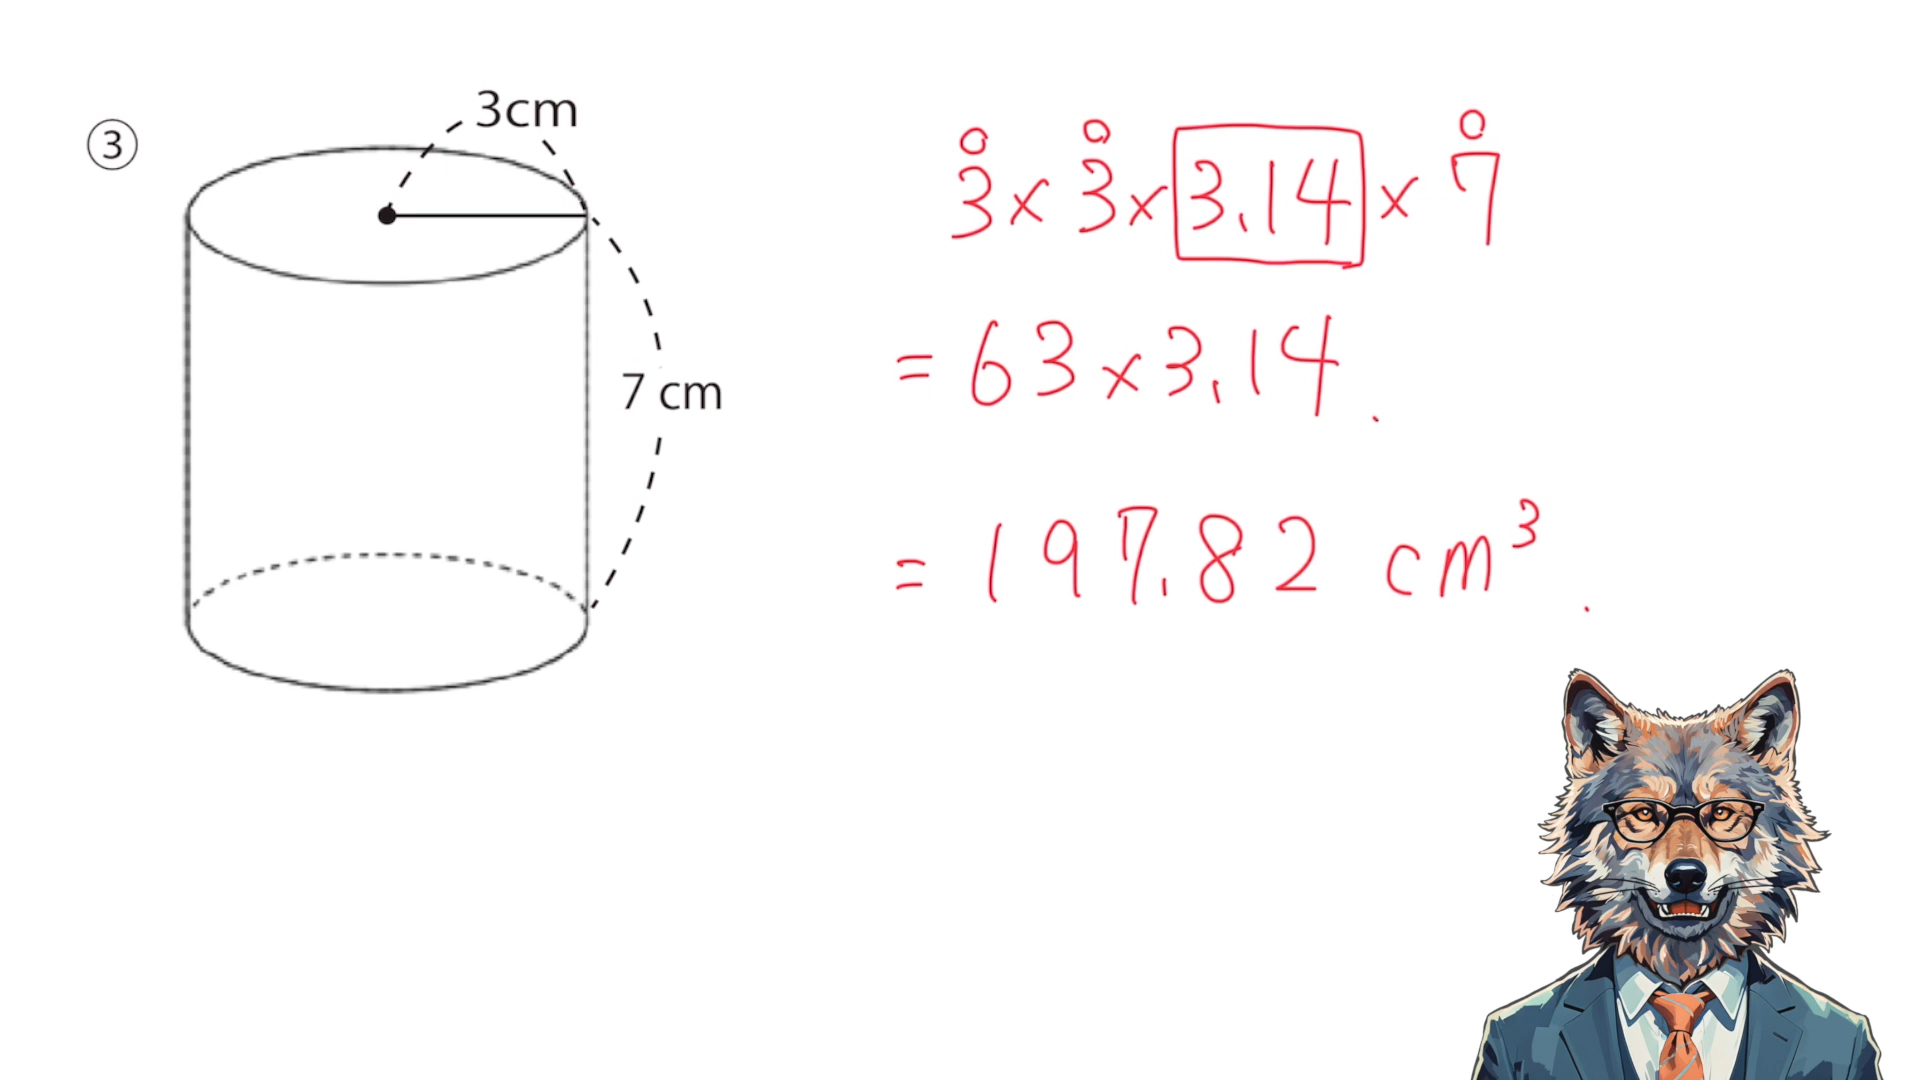 ③
3cm
7 cm
3×3×3.14×7
=63×3.14
=197.82 cm³